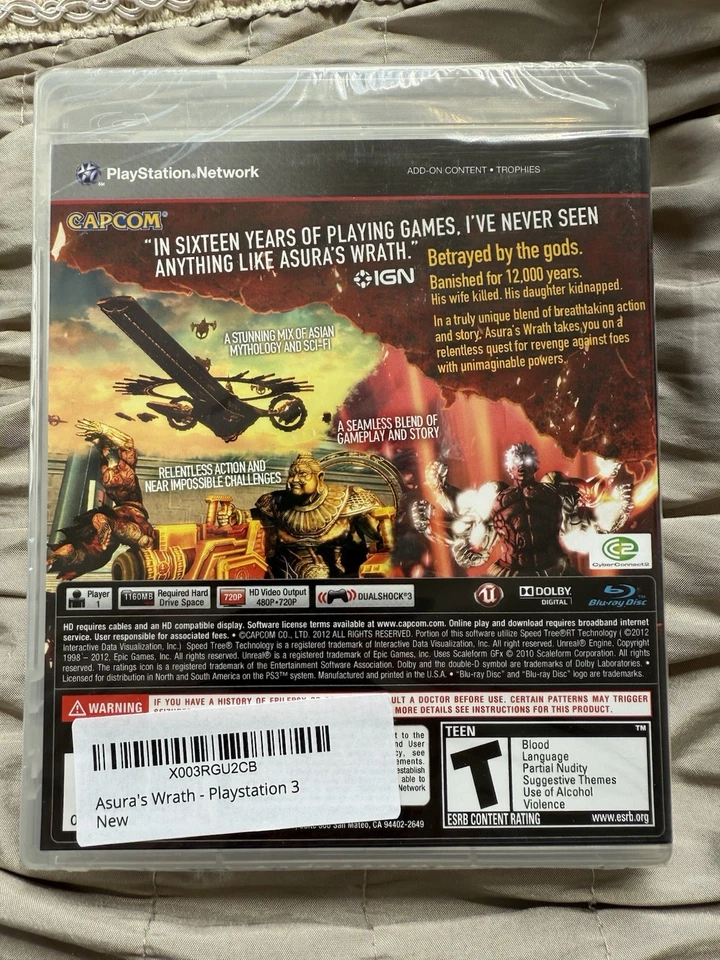 PlayStation®Network
ADD-ON CONTENT • TROPHIES
CAPCOM®
"IN SIXTEEN YEARS OF PLAYING GAMES, I'VE NEVER SEEN
ANYTHING LIKE ASURA'S WRATH."
IGN
Betrayed by the gods.
Banished for 12,000 years.
His wife killed. His daughter kidnapped.
In a truly unique blend of breathtaking action
and story, Asura's Wrath takes you on a
relentless quest for revenge against foes
with unimaginable powers.
A STUNNING MIX OF ASIAN
MYTHOLOGY AND SCI-FI
A SEAMLESS BLEND OF
GAMEPLAY AND STORY
RELENTLESS ACTION AND
NEAR IMPOSSIBLE CHALLENGES
CyberConnect2
Player
1
1160MB
Required Hard
Drive Space
720P
HD Video Output
480P•720P
DUALSHOCK®3
DOLBY
DIGITAL
Blu-ray Disc
HD requires cables and an HD compatible display. Software license terms available at www.capcom.com. Online play and download requires broadband internet
service. User responsible for associated fees. • ©CAPCOM CO., LTD. 2012 ALL RIGHTS RESERVED. Portion of this software utilize Speed Tree®RT Technology ( ©2012
Interactive Data Visualization, Inc.) Speed Tree® Technology is a registered trademark of Interactive Data Visualization, Inc. All right reserved. Unreal® Engine. Copyright
1998 – 2012, Epic Games, Inc. All rights reserved. Unreal® is a registered trademark of Epic Games, Inc. Uses Scaleform GFx © 2010 Scaleform Corporation. All rights
reserved. The ratings icon is a registered trademark of the Entertainment Software Association. Dolby and the double-D symbol are trademarks of Dolby Laboratories. •
Licensed for distribution in North and South America on the PS3™ system. Manufactured and printed in the U.S.A. • "Blu-ray Disc" and "Blu-ray Disc" logo are trademarks.
WARNING
IF YOU HAVE A HISTORY OF EPILEPSY ULT A DOCTOR BEFORE USE. CERTAIN PATTERNS MAY TRIGGER
MORE DETAILS SEE INSTRUCTIONS FOR THIS PRODUCT.
t to the
nd User
cy, see
ements.
establish
able to
Network
X003RGU2CB
Asura's Wrath - Playstation 3
New
San Mateo, CA 94402-2649
TEEN
TM
T
Blood
Language
Partial Nudity
Suggestive Themes
Use of Alcohol
Violence
ESRB CONTENT RATING
www.esrb.org